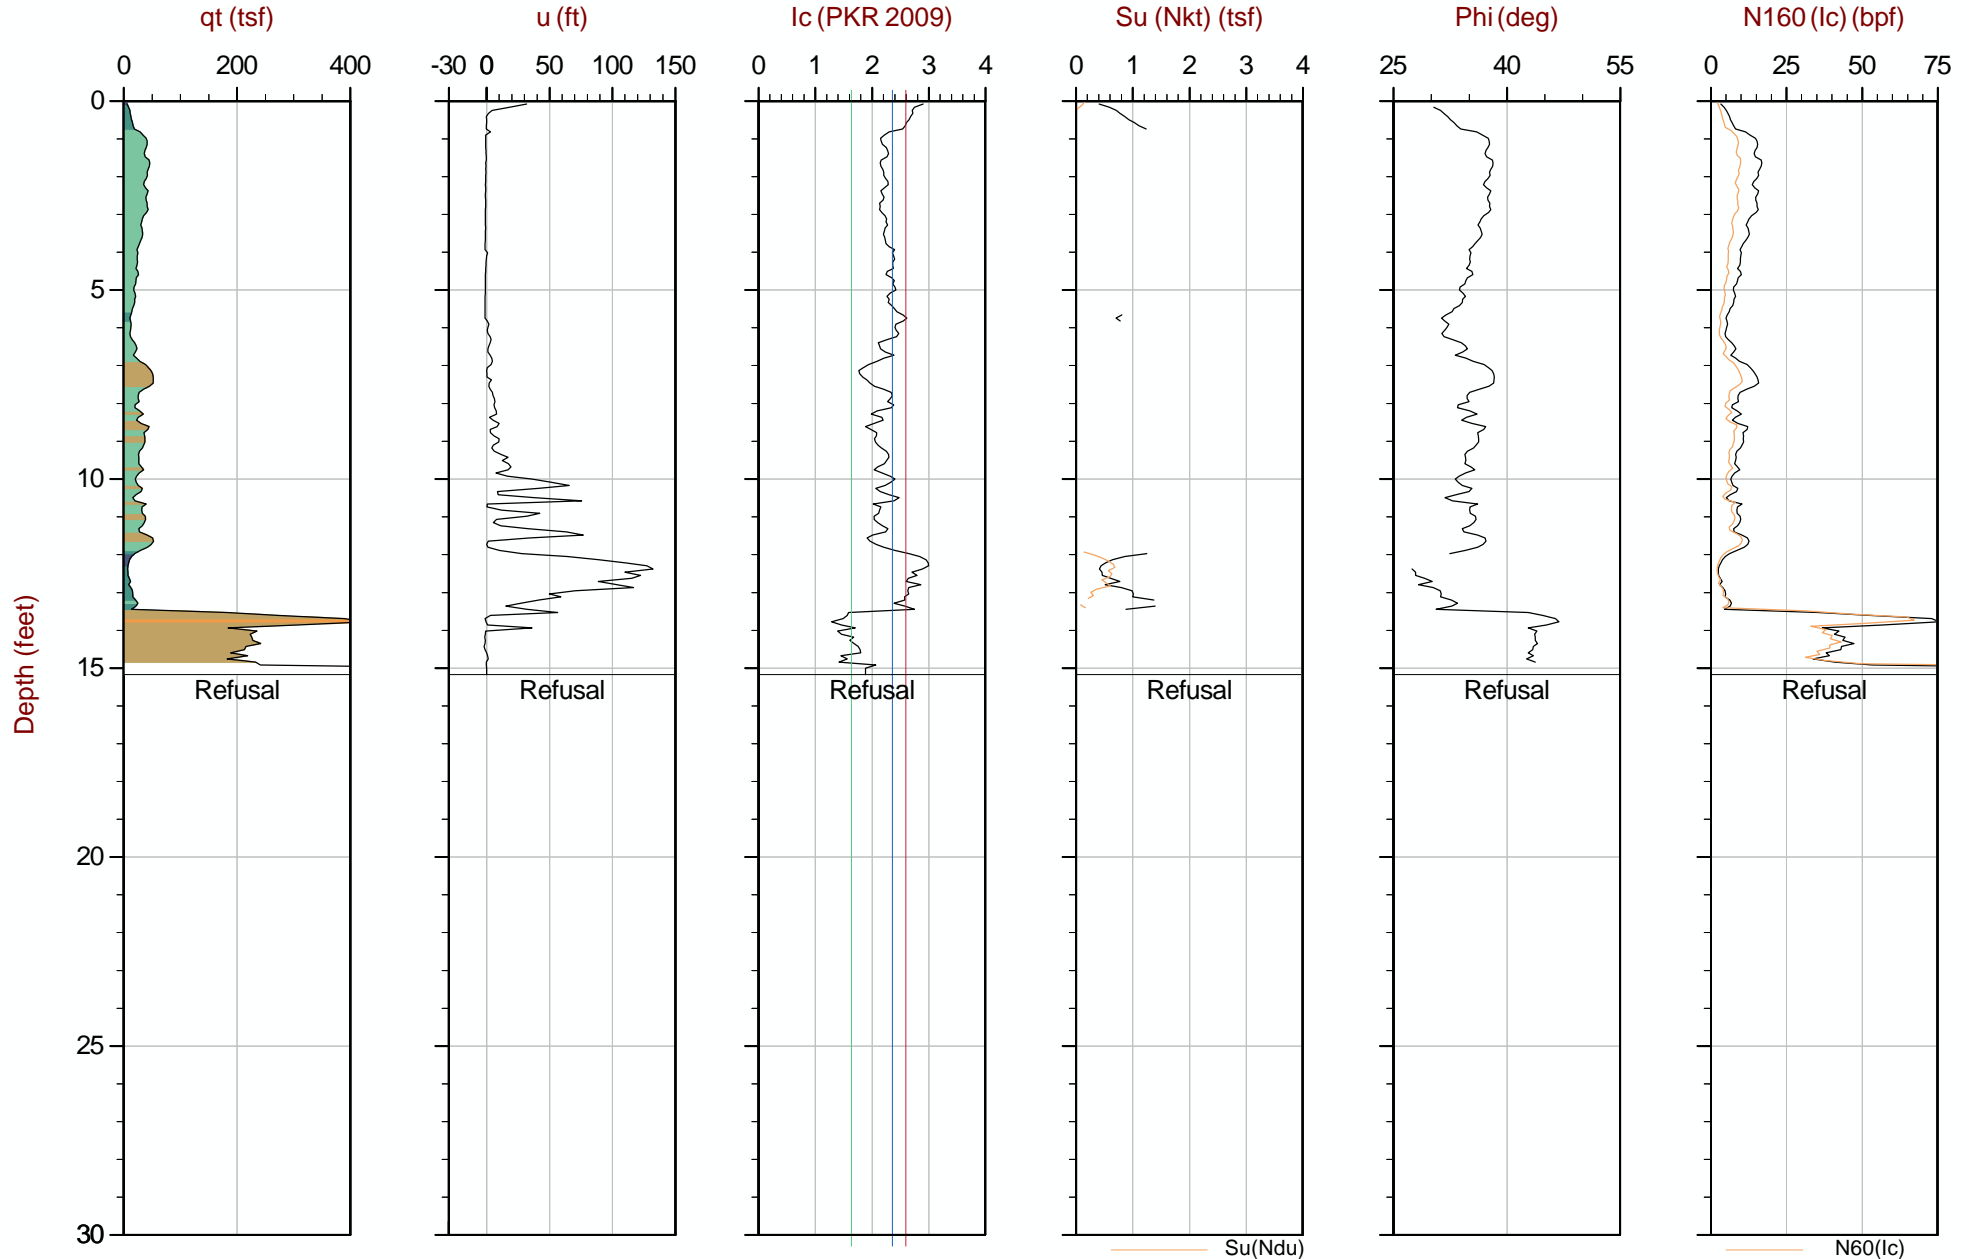 qt (tsf) u (ft) Ic (PKR 2009) Su (Nkt) (tsf) Phi (deg) N160 (Ic) (bpf)
0 200 400 -30 0 50 100 150 0 1 2 3 4 0 1 2 3 4 25 40 55 0 25 50 75
0
5
10
15
Refusal Refusal Refusal Refusal Refusal Refusal
Depth (feet)
20
25
30
Su(Ndu) N60(Ic)